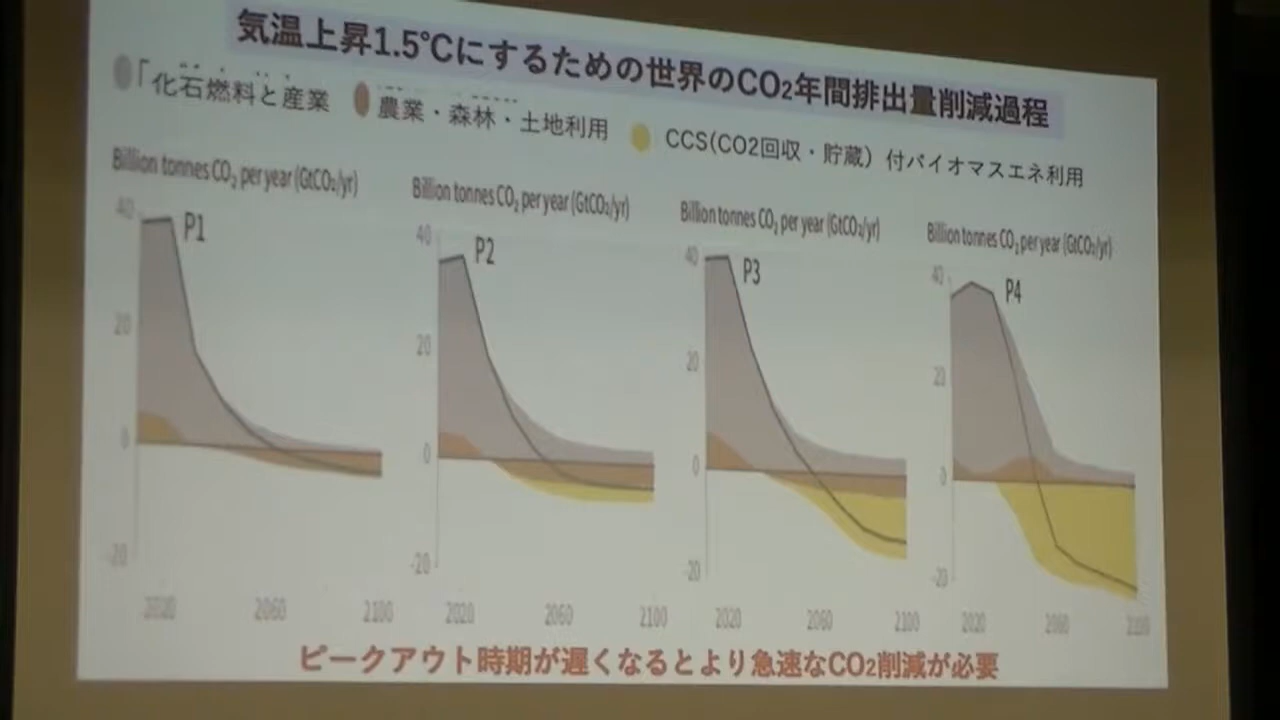 気温上昇1.5℃にするための世界のCO₂年間排出量削減過程
「化石燃料と産業 農業・森林・土地利用 CCS(CO2回収・貯蔵）付バイオマスエネ利用
Billion tonnes CO₂ per year (GtCO₂/yr)
P1
40
20
0
-20
2020 2060 2100
Billion tonnes CO₂ per year (GtCO₂/yr)
P2
40
20
0
-20
2020 2060 2100
Billion tonnes CO₂ per year (GtCO₂/yr)
P3
40
20
0
-20
2020 2060 2100
Billion tonnes CO₂ per year (GtCO₂/yr)
P4
40
20
0
-20
2020 2060 2100
ピークアウト時期が遅くなるとより急速なCO₂削減が必要